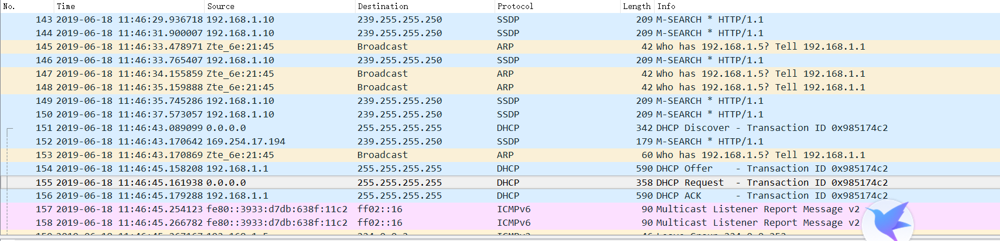 No. Time Source Destination Protocol Length Info
143 2019-06-18 11:46:29.936718 192.168.1.10 239.255.255.250 SSDP 209 M-SEARCH * HTTP/1.1
144 2019-06-18 11:46:31.900007 192.168.1.10 239.255.255.250 SSDP 209 M-SEARCH * HTTP/1.1
145 2019-06-18 11:46:33.478971 Zte_6e:21:45 Broadcast ARP 42 Who has 192.168.1.5? Tell 192.168.1.1
146 2019-06-18 11:46:33.765407 192.168.1.10 239.255.255.250 SSDP 209 M-SEARCH * HTTP/1.1
147 2019-06-18 11:46:34.155859 Zte_6e:21:45 Broadcast ARP 42 Who has 192.168.1.5? Tell 192.168.1.1
148 2019-06-18 11:46:35.159888 Zte_6e:21:45 Broadcast ARP 42 Who has 192.168.1.5? Tell 192.168.1.1
149 2019-06-18 11:46:35.745286 192.168.1.10 239.255.255.250 SSDP 209 M-SEARCH * HTTP/1.1
150 2019-06-18 11:46:37.573057 192.168.1.10 239.255.255.250 SSDP 209 M-SEARCH * HTTP/1.1
151 2019-06-18 11:46:43.089099 0.0.0.0 255.255.255.255 DHCP 342 DHCP Discover - Transaction ID 0x985174c2
152 2019-06-18 11:46:43.170642 169.254.17.194 239.255.255.250 SSDP 179 M-SEARCH * HTTP/1.1
153 2019-06-18 11:46:43.170869 Zte_6e:21:45 Broadcast ARP 60 Who has 192.168.1.5? Tell 192.168.1.1
154 2019-06-18 11:46:45.158208 192.168.1.1 255.255.255.255 DHCP 590 DHCP Offer - Transaction ID 0x985174c2
155 2019-06-18 11:46:45.161938 0.0.0.0 255.255.255.255 DHCP 358 DHCP Request - Transaction ID 0x985174c2
156 2019-06-18 11:46:45.179288 192.168.1.1 255.255.255.255 DHCP 590 DHCP ACK - Transaction ID 0x985174c2
157 2019-06-18 11:46:45.254123 fe80::3933:d7db:638f:11c2 ff02::16 ICMPv6 90 Multicast Listener Report Message v2
158 2019-06-18 11:46:45.266782 fe80::3933:d7db:638f:11c2 ff02::16 ICMPv6 90 Multicast Listener Report Message v2